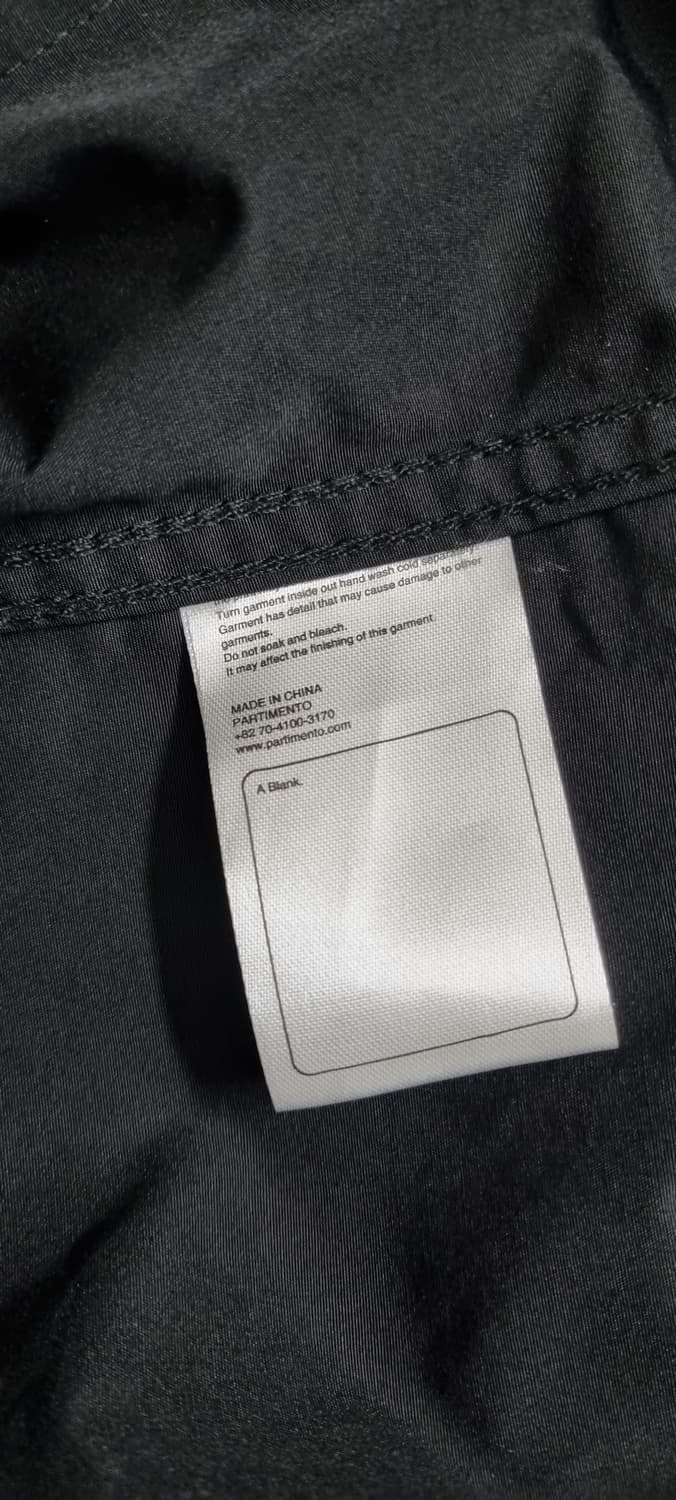 Turn garment inside out hand wash cold separately.
Garment has detail that may cause damage to other
garments.
Do not soak and bleach.
It may affect the finishing of this garment.
MADE IN CHINA
PARTIMENTO
+82 70-4100-3170
www.partimento.com
A Blank.